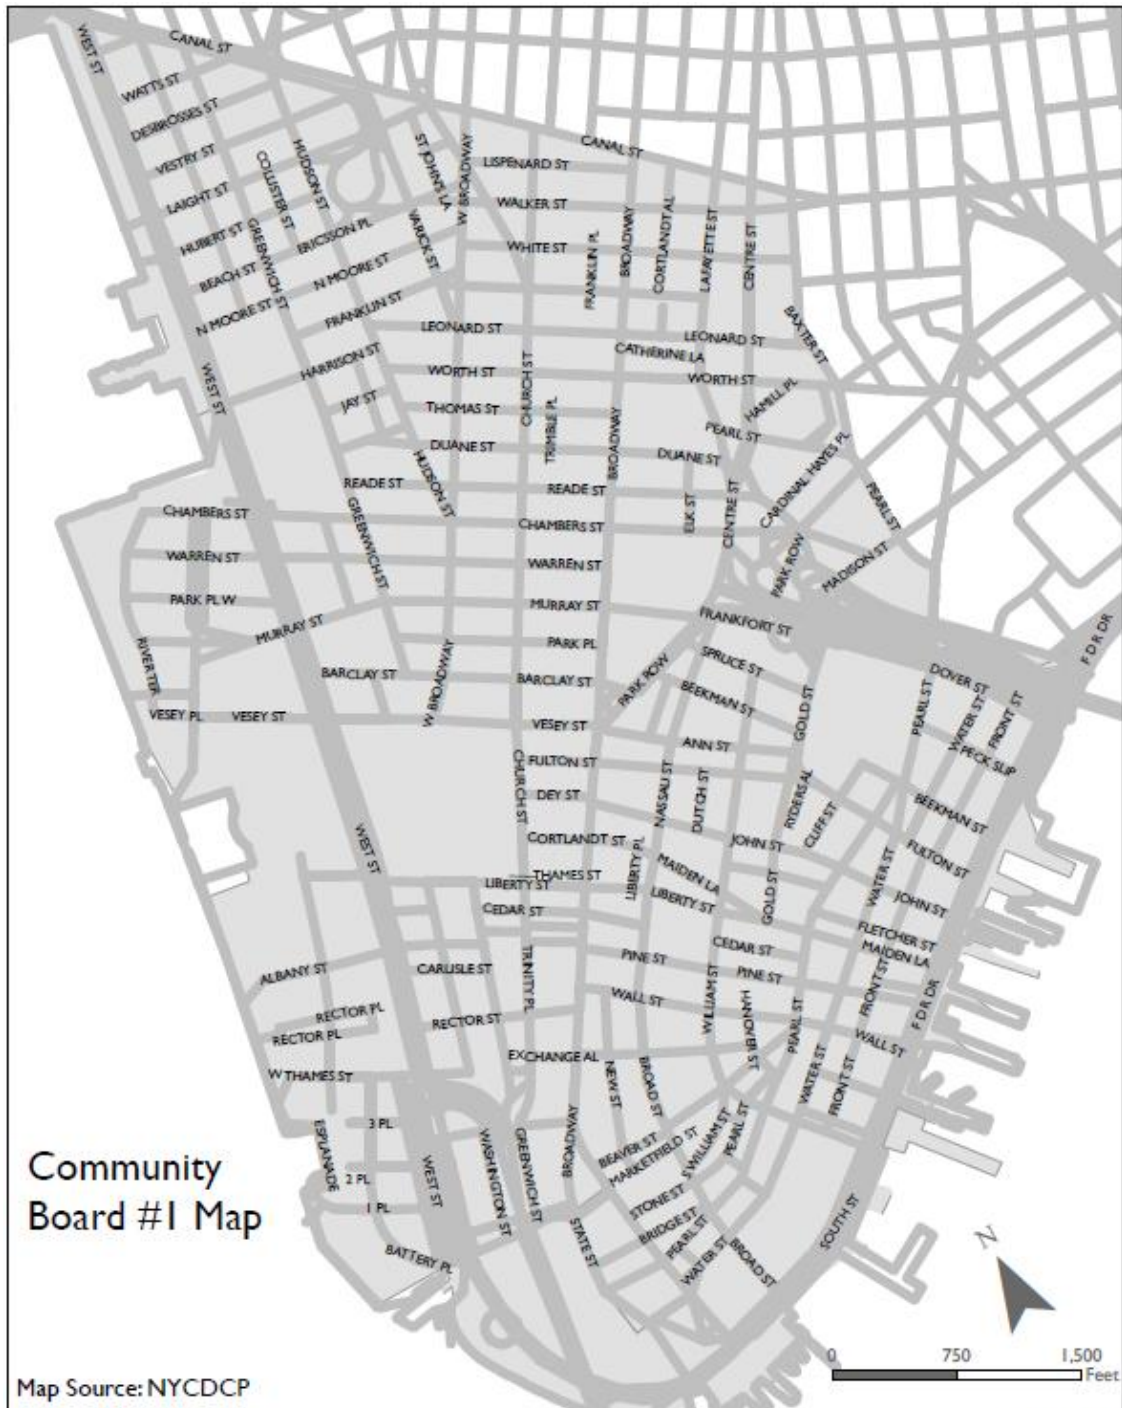 WEST ST
CANAL ST
WATTS ST
DESBROSSES ST
VESTRY ST
LAIGHT ST
HUBERT ST
BEACH ST
N MOORE ST
COLLISTER ST
HUDSON ST
GREENWICH ST
ERICSSON PL
N MOORE ST
FRANKLIN ST
ST JOHN'S LA
VARICK ST
W BROADWAY
LISPENARD ST
CANAL ST
WALKER ST
WHITE ST
FRANKLIN PL
BROADWAY
CORTLANDT AL
LAFAYETTE ST
CENTRE ST
BAXTER ST
LEONARD ST
LEONARD ST
CATHERINE LA
HARRISON ST
WORTH ST
WORTH ST
WEST ST
JAY ST
THOMAS ST
CHURCH ST
TRIMBLE PL
BROADWAY
HAMILL PL
PEARL ST
DUANE ST
DUANE ST
CARDINAL HAYES PL
READE ST
HUDSON ST
READE ST
ELK ST
CENTRE ST
PEARL ST
CHAMBERS ST
GREENWICH ST
CHAMBERS ST
WARREN ST
WARREN ST
PARK ROW
MADISON ST
PARK PL W
MURRAY ST
MURRAY ST
FRANKFORT ST
F D R DR
RIVER TER
PARK PL
SPRUCE ST
BARCLAY ST
W BROADWAY
BARCLAY ST
PARK ROW
BEEKMAN ST
GOLD ST
DOVER ST
PEARL ST
WATER ST
FRONT ST
VESEY PL
VESEY ST
VESEY ST
ANN ST
PECK SLIP
CHURCH ST
FULTON ST
NASSAU ST
DUTCH ST
RYDERS AL
CLIFF ST
BEEKMAN ST
DEY ST
WEST ST
CORTLANDT ST
JOHN ST
FULTON ST
LIBERTY PL
MAIDEN LA
WATER ST
THAMES ST
LIBERTY ST
LIBERTY ST
GOLD ST
JOHN ST
CEDAR ST
CEDAR ST
FLETCHER ST
MAIDEN LA
ALBANY ST
CARLISLE ST
TRINITY PL
PINE ST
PINE ST
FRONT ST
F D R DR
WALL ST
WILLIAM ST
HANOVER ST
PEARL ST
RECTOR PL
RECTOR ST
WALL ST
RECTOR PL
EXCHANGE AL
W THAMES ST
NEW ST
BROAD ST
WATER ST
FRONT ST
ESPLANADE
3 PL
BROADWAY
BEAVER ST
MARKETFIELD ST
S WILLIAM ST
PEARL ST
WEST ST
WASHINGTON ST
GREENWICH ST
2 PL
1 PL
STONE ST
BRIDGE ST
PEARL ST
WATER ST
BROAD ST
STATE ST
SOUTH ST
BATTERY PL
Community
Board #1 Map
N
0 750 1,500
Feet
Map Source: NYCDCP